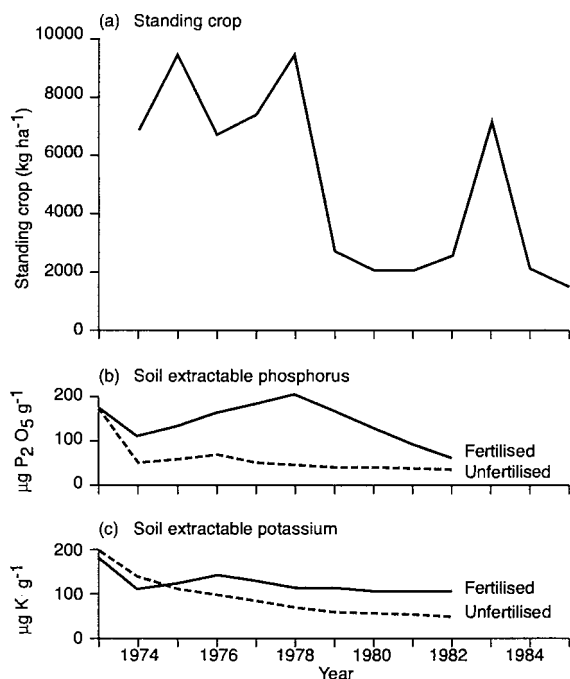 (a) Standing crop
10000
8000
6000
4000
2000
0
Standing crop (kg ha⁻¹)
(b) Soil extractable phosphorus
200
100
0
µg P₂ O₅ g⁻¹
Fertilised
Unfertilised
(c) Soil extractable potassium
200
100
0
µg K· g⁻¹
Fertilised
Unfertilised
1974 1976 1978 1980 1982 1984
Year